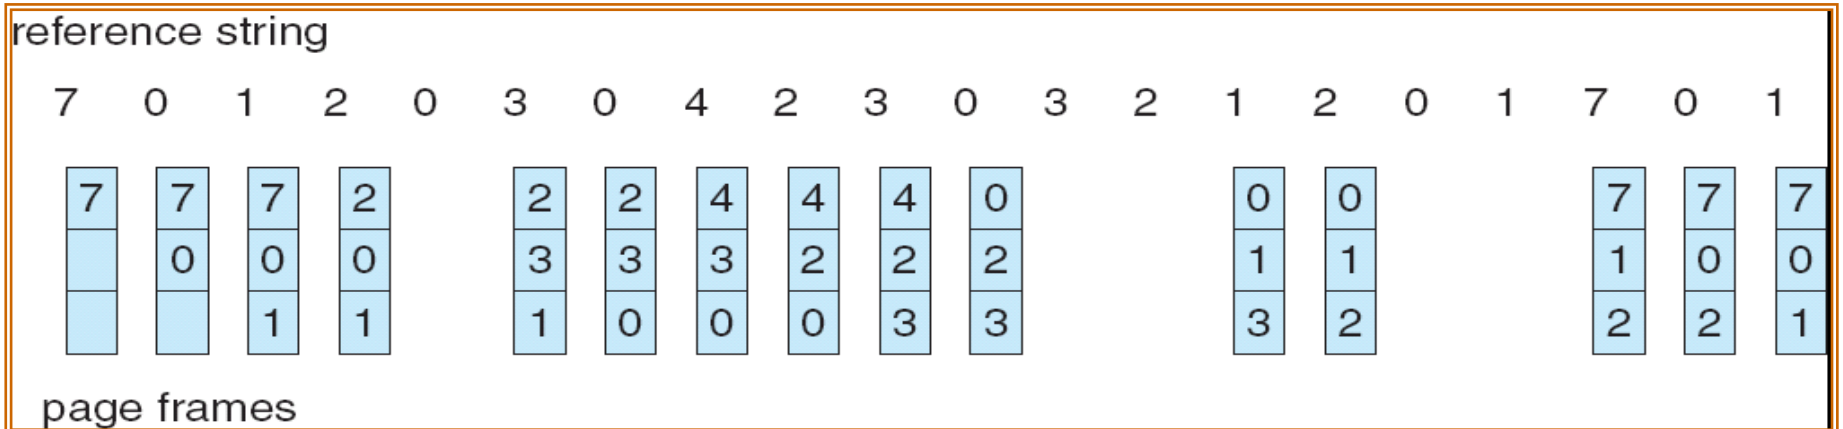 reference string
7 0 1 2 0 3 0 4 2 3 0 3 2 1 2 0 1 7 0 1
7 7 7 2 2 2 4 4 4 0 0 0 7 7 7
0 0 0 3 3 3 2 2 2 1 1 1 0 0
1 1 1 0 0 0 3 3 3 2 2 2 1
page frames